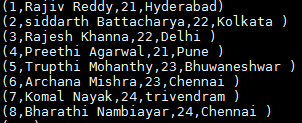 (1,Rajiv Reddy,21,Hyderabad)
(2,siddarth Battacharya,22,Kolkata )
(3,Rajesh Khanna,22,Delhi )
(4,Preethi Agarwal,21,Pune )
(5,Trupthi Mohanthy,23,Bhuwaneshwar )
(6,Archana Mishra,23,Chennai )
(7,Komal Nayak,24,trivendram )
(8,Bharathi Nambiayar,24,Chennai )